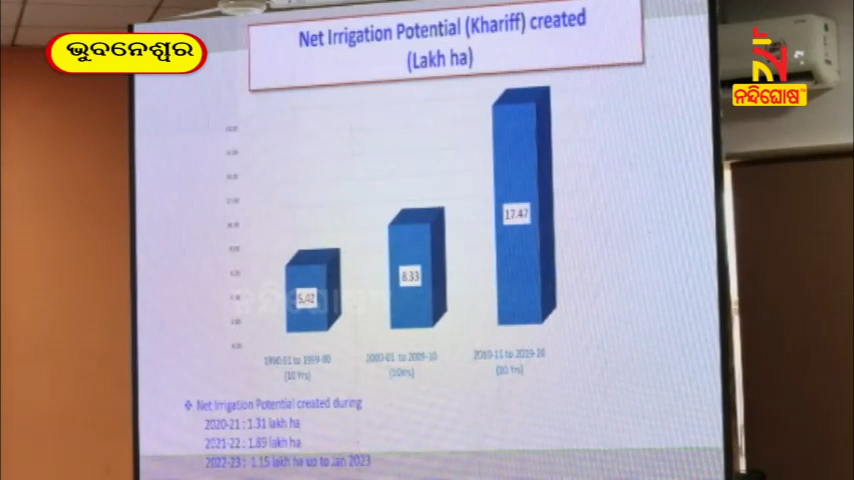 ଭୁବନେଶ୍ୱର
ନନ୍ଦିଘୋଷ
Net Irrigation Potential (Khariff) created
(Lakh ha)
17.47
8.33
5.42
1990-91 to 1999-00
2000-01 to 2009-10
2010-11 to 2019-20
(10 Yrs)
(10Yrs)
(10 Yrs)
❖ Net Irrigation Potential created during
2020-21 : 1.31 lakh ha
2021-22 : 1.89 lakh ha
2022-23 : 1.15 lakh ha up to Jan 2023